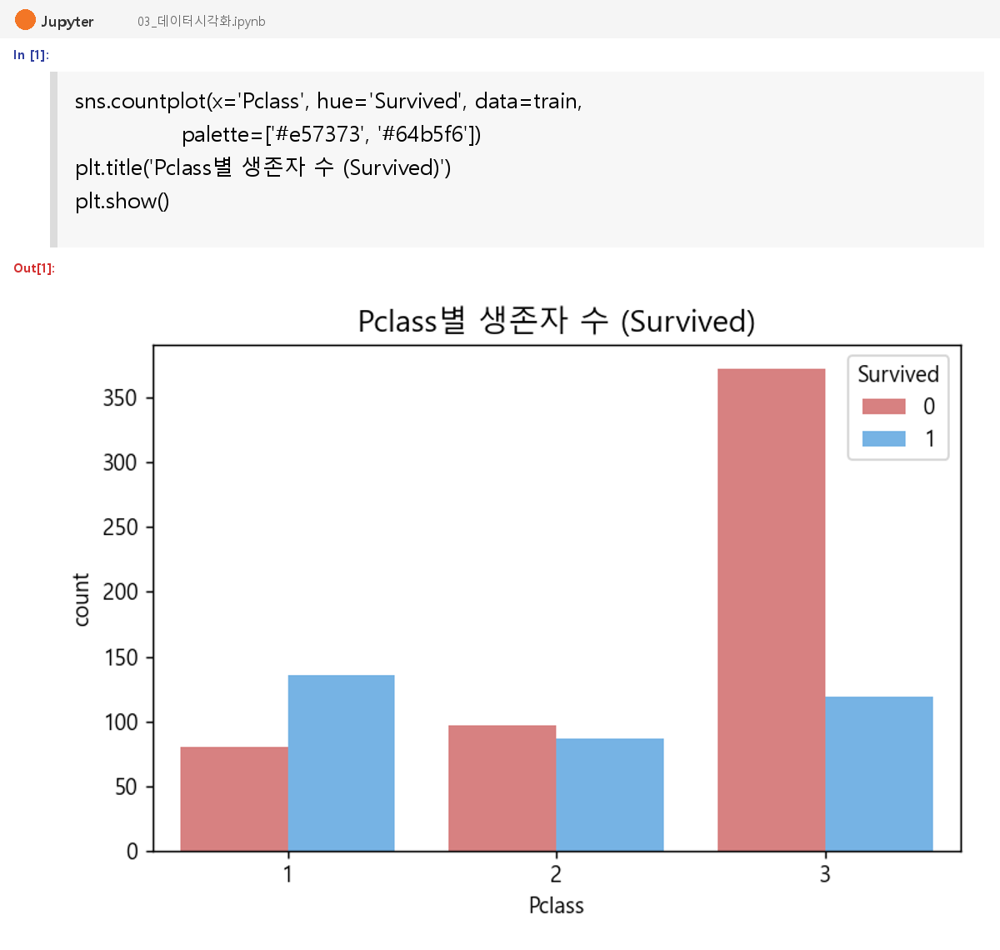 Jupyter 03_데이터시각화.ipynb
In [1]:
sns.countplot(x='Pclass', hue='Survived', data=train,
palette=['#e57373', '#64b5f6'])
plt.title('Pclass별 생존자 수 (Survived)')
plt.show()
Out[1]:
Pclass별 생존자 수 (Survived)
Survived
0
1
350
300
250
200
150
100
50
0
count
1 2 3
Pclass